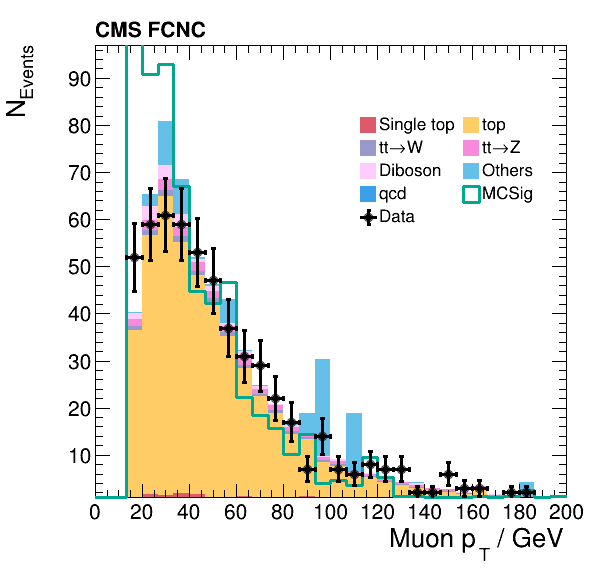 CMS FCNC
N_Events
90
80
70
60
50
40
30
20
10
Single top
top
tt→W
tt→Z
Diboson
Others
qcd
MCSig
Data
0 20 40 60 80 100 120 140 160 180 200
Muon p_T / GeV